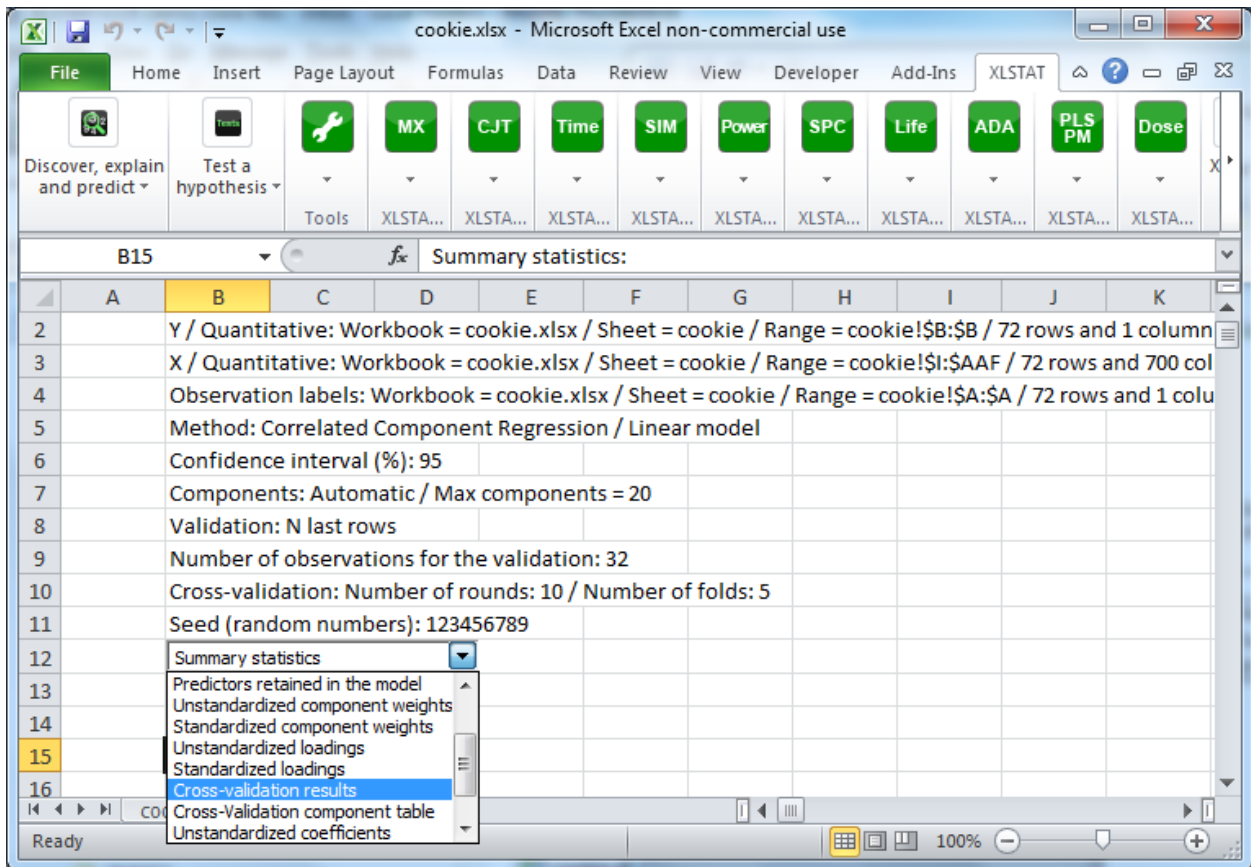 cookie.xlsx - Microsoft Excel non-commercial use
File Home Insert Page Layout Formulas Data Review View Developer Add-Ins XLSTAT
MX CJT Time SIM Power SPC Life ADA PLS PM Dose
Discover, explain and predict
Tests
Test a hypothesis
X
Tools XLSTA... XLSTA... XLSTA... XLSTA... XLSTA... XLSTA... XLSTA... XLSTA... XLSTA... XLSTA...
B15 fx Summary statistics:
A B C D E F G H I J K
2 Y / Quantitative: Workbook = cookie.xlsx / Sheet = cookie / Range = cookie!$B:$B / 72 rows and 1 column
3 X / Quantitative: Workbook = cookie.xlsx / Sheet = cookie / Range = cookie!$I:$AAF / 72 rows and 700 col
4 Observation labels: Workbook = cookie.xlsx / Sheet = cookie / Range = cookie!$A:$A / 72 rows and 1 colu
5 Method: Correlated Component Regression / Linear model
6 Confidence interval (%): 95
7 Components: Automatic / Max components = 20
8 Validation: N last rows
9 Number of observations for the validation: 32
10 Cross-validation: Number of rounds: 10 / Number of folds: 5
11 Seed (random numbers): 123456789
12 Summary statistics
13 Predictors retained in the model
Unstandardized component weights
14 Standardized component weights
15 Unstandardized loadings
Standardized loadings
16 Cross-validation results
coo Cross-Validation component table
Unstandardized coefficients
Ready 100%